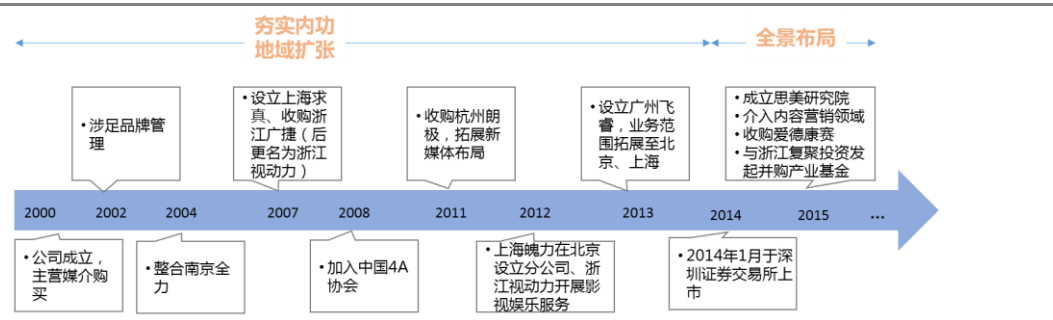 夯实内功
地域扩张
全景布局
•涉足品牌管
理
•设立上海求
真、收购浙
江广捷（后
更名为浙江
视动力）
•收购杭州朗
极，拓展新
媒体布局
•设立广州飞
睿，业务范
围拓展至北
京、上海
•成立思美研究院
•介入内容营销领域
•收购爱德康赛
•与浙江复聚投资发
起并购产业基金
2000 2002 2004 2007 2008 2011 2012 2013 2014 2015 ...
•公司成立，
主营媒介购
买
•整合南京全
力
•加入中国4A
协会
•上海魄力在北京
设立分公司、浙
江视动力开展影
视娱乐服务
•2014年1月于深
圳证券交易所上
市